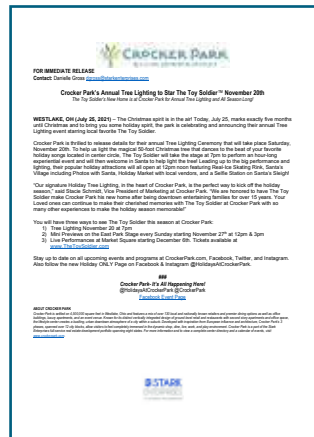 CROCKER PARK
FOR IMMEDIATE RELEASE
Contact: Danielle Gross dgross@starkenterprises.com
Crocker Park's Annual Tree Lighting to Star The Toy Soldier™ November 20th
The Toy Soldier's New Home is at Crocker Park for Annual Tree Lighting and All Season Long!
WESTLAKE, OH (July 25, 2021) – The Christmas spirit is in the air! Today, July 25, marks exactly five months
until Christmas and to bring you some holiday spirit, the park is celebrating and announcing their annual Tree
Lighting event starring local favorite The Toy Soldier.
Crocker Park is thrilled to release details for their annual Tree Lighting Ceremony that will take place Saturday,
November 20th. To help us light the magical 50-foot Christmas tree that dances to the beat of your favorite
holiday songs located in center circle, The Toy Soldier will take the stage at 7pm to perform an hour-long
experiential event and will then welcome in Santa to help light the tree! Leading up to the big performance and
lighting, their popular holiday attractions will all open at 12pm featuring Real-Ice Skating Rink, Santa's
Village including Photos with Santa, Holiday Market with local vendors, and a Selfie Station on Santa's Sleigh!
"Our signature Holiday Tree Lighting, in the heart of Crocker Park, is the perfect way to kick off the holiday
season," said Stacie Schmidt, Vice President of Marketing at Crocker Park. "We are honored to have The Toy
Soldier make Crocker Park his new home after being downtown entertaining families for over 15 years. Your
Loved ones can continue to make their cherished memories with The Toy Soldier at Crocker Park with so
many other experiences to make the holiday season memorable!"
You will have three ways to see The Toy Soldier this season at Crocker Park:
1) Tree Lighting November 20 at 7pm
2) Mini Previews on the East Park Stage every Sunday starting November 27th at 12pm & 3pm
3) Live Performances at Market Square starting December 6th. Tickets available at
www.TheToySoldier.com
Stay up to date on all upcoming events and programs at CrockerPark.com, Facebook, Twitter, and Instagram.
Also follow the new Holiday ONLY Page on Facebook & Instagram @HolidaysAtCrockerPark.
###
Crocker Park- It's All Happening Here!
@HolidaysAtCrockerPark @CrockerPark
Facebook Event Page
ABOUT CROCKER PARK
STARK
ENTERPRISES